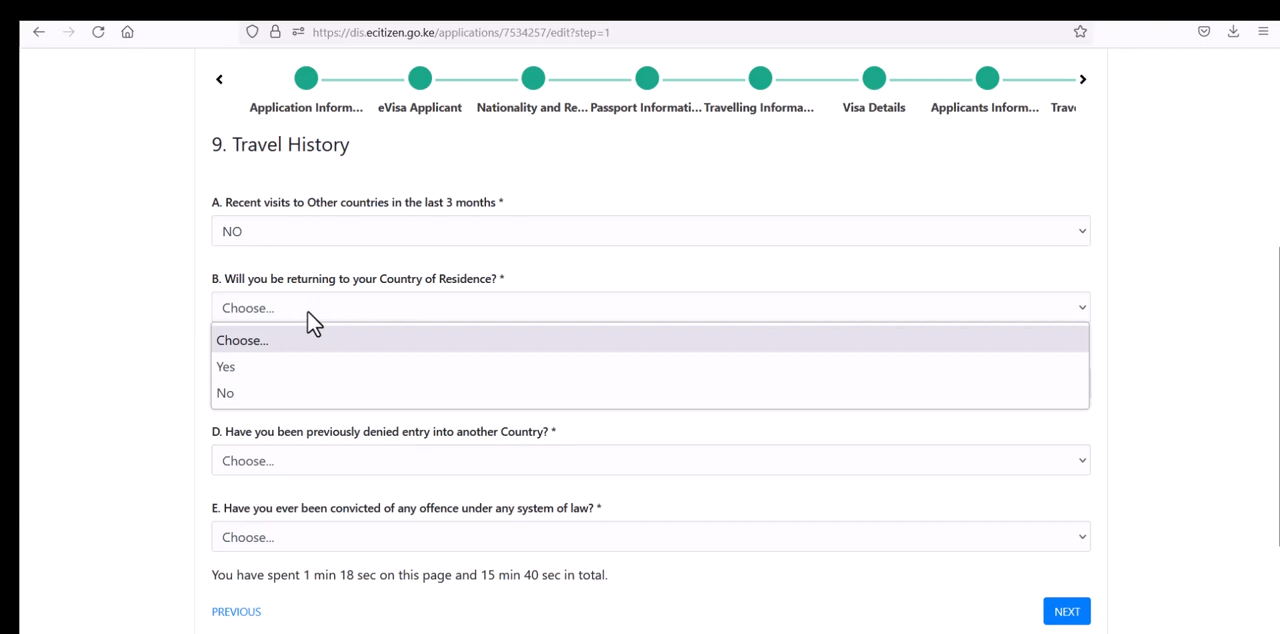 https://dis.ecitizen.go.ke/applications/7534257/edit?step=1
Application Inform... eVisa Applicant Nationality and Re... Passport Informati... Travelling Informa... Visa Details Applicants Inform... Trave
9. Travel History
A. Recent visits to Other countries in the last 3 months *
NO
B. Will you be returning to your Country of Residence? *
Choose...
Choose...
Yes
No
D. Have you been previously denied entry into another Country? *
Choose...
E. Have you ever been convicted of any offence under any system of law? *
Choose...
You have spent 1 min 18 sec on this page and 15 min 40 sec in total.
PREVIOUS NEXT